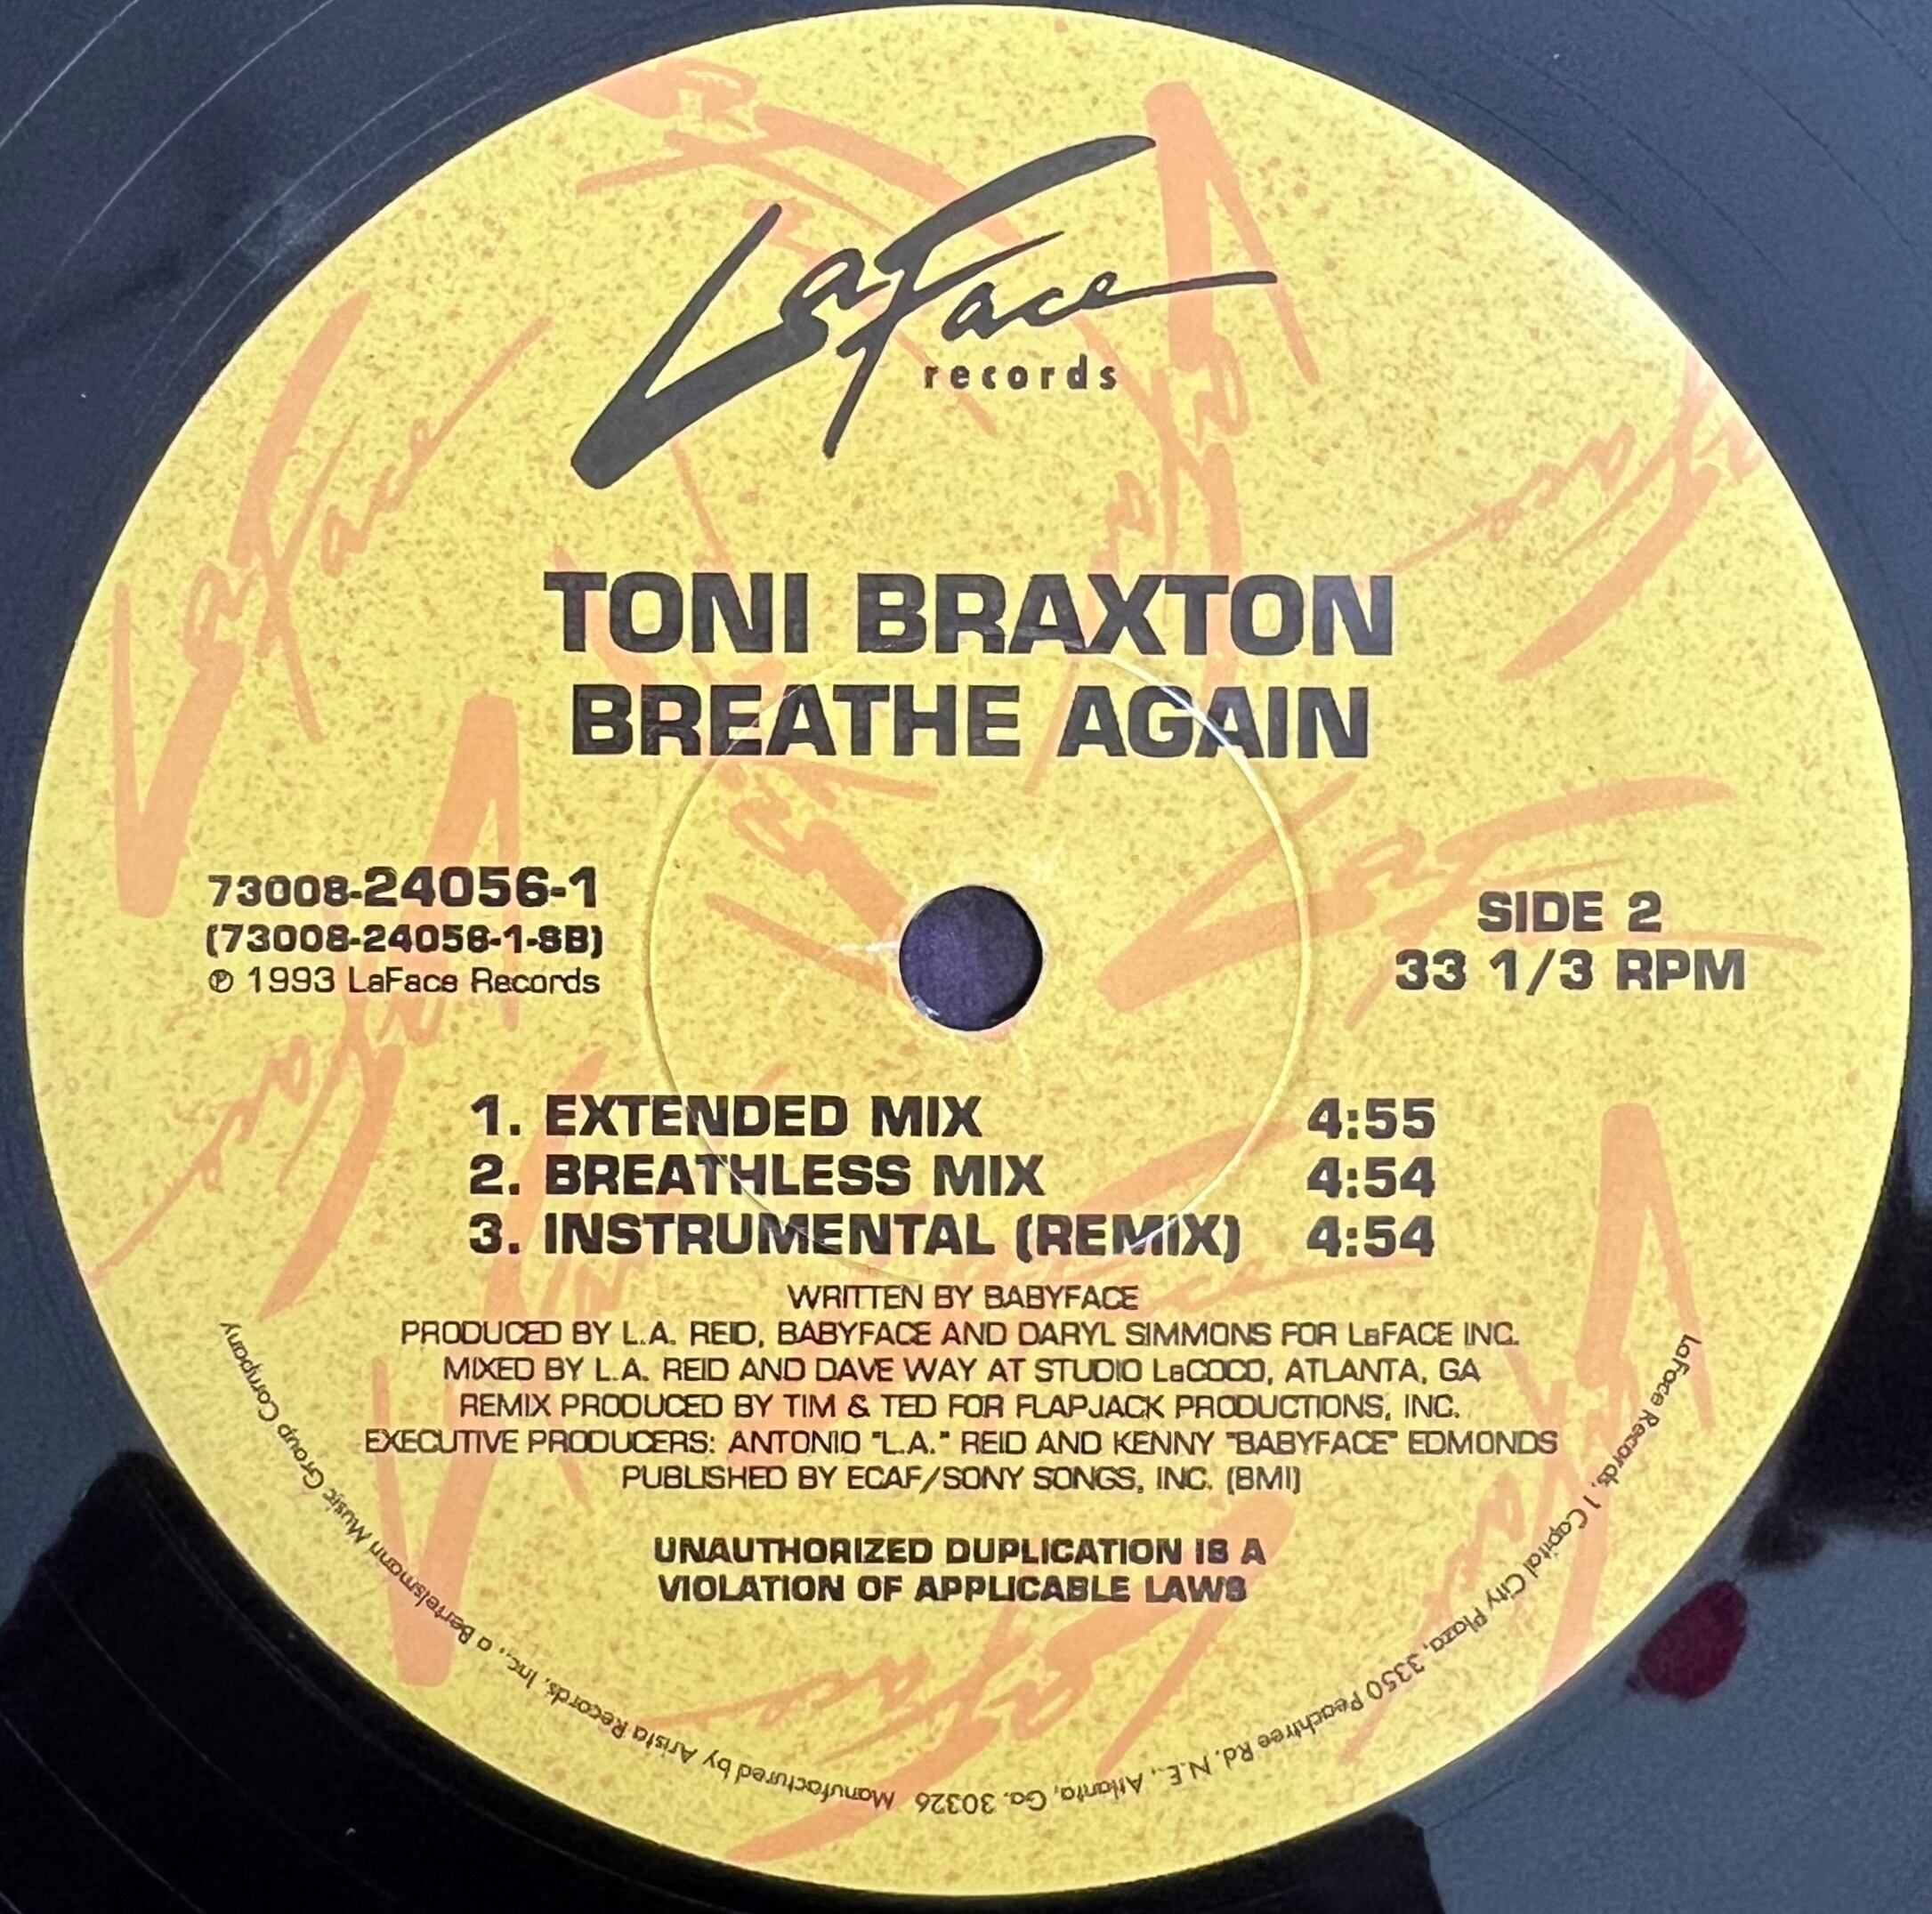 LaFace
records
TONI BRAXTON
BREATHE AGAIN
73008-24056-1
(73008-24056-1-SB)
℗ 1993 LaFace Records
SIDE 2
33 1/3 RPM
1. EXTENDED MIX 4:55
2. BREATHLESS MIX 4:54
3. INSTRUMENTAL (REMIX) 4:54
WRITTEN BY BABYFACE
PRODUCED BY L.A. REID, BABYFACE AND DARYL SIMMONS FOR LaFACE INC.
MIXED BY L.A. REID AND DAVE WAY AT STUDIO LaCOCO, ATLANTA, GA
REMIX PRODUCED BY TIM & TED FOR FLAPJACK PRODUCTIONS, INC.
EXECUTIVE PRODUCERS: ANTONIO "L.A." REID AND KENNY "BABYFACE" EDMONDS
PUBLISHED BY ECAF/SONY SONGS, INC. (BMI)
UNAUTHORIZED DUPLICATION IS A
VIOLATION OF APPLICABLE LAWS
LaFace Records, 1 Capital City Plaza, 3350 Peachtree Rd. N.E., Atlanta, Ga. 30326 Manufactured by Arista Records, Inc., a Bertelsmann Music Group Company